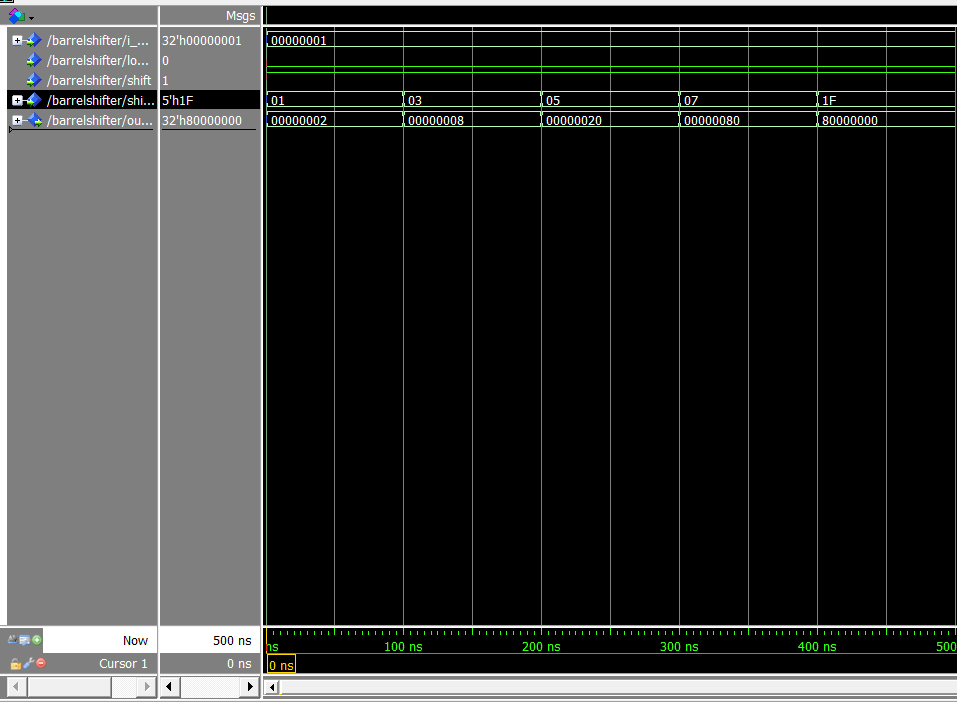 Msgs
/barrelshifter/i_... 32'h00000001 00000001
/barrelshifter/lo... 0
/barrelshifter/shift 1
/barrelshifter/shi... 5'h1F 01 03 05 07 1F
/barrelshifter/ou... 32'h80000000 00000002 00000008 00000020 00000080 80000000
Now 500 ns ns 100 ns 200 ns 300 ns 400 ns 500
Cursor 1 0 ns 0 ns